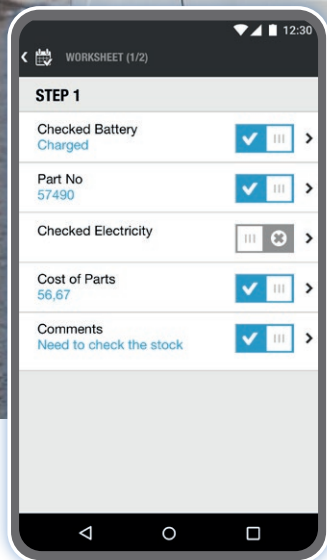 12:30
WORKSHEET (1/2)
STEP 1
Checked Battery
Charged
Part No
57490
Checked Electricity
Cost of Parts
56,67
Comments
Need to check the stock